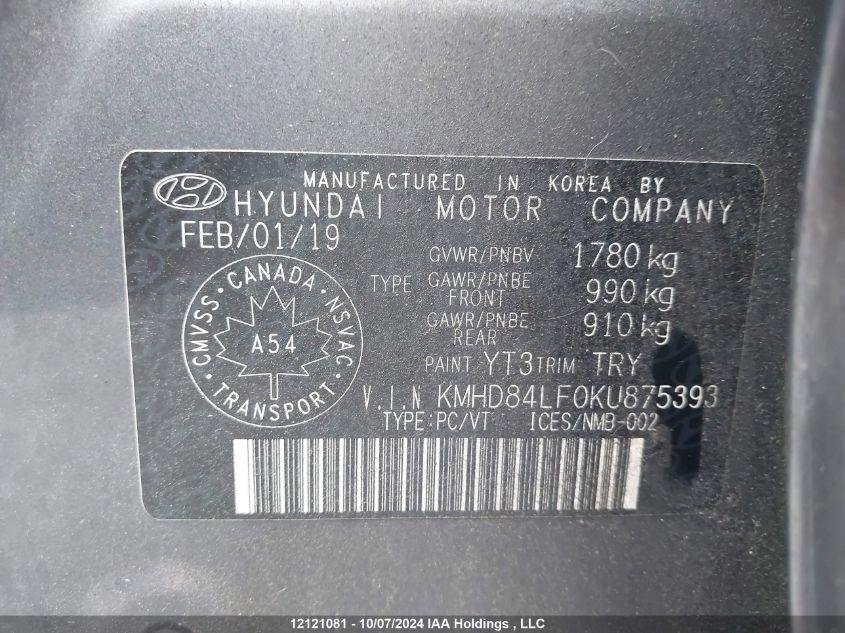 MANUFACTURED IN KOREA BY
HYUNDAI MOTOR COMPANY
FEB/01/19
GVWR/PNBV 1780 kg
TYPE GAWR/PNBE FRONT 990 kg
GAWR/PNBE REAR 910 kg
PAINT YT3 TRIM TRY
V.I.N KMHD84LF0KU875393
TYPE:PC/VT ICES/NMB-002
CANADA
CMVSS · NSVAC
A54
TRANSPORT
12121081 - 10/07/2024 IAA Holdings , LLC